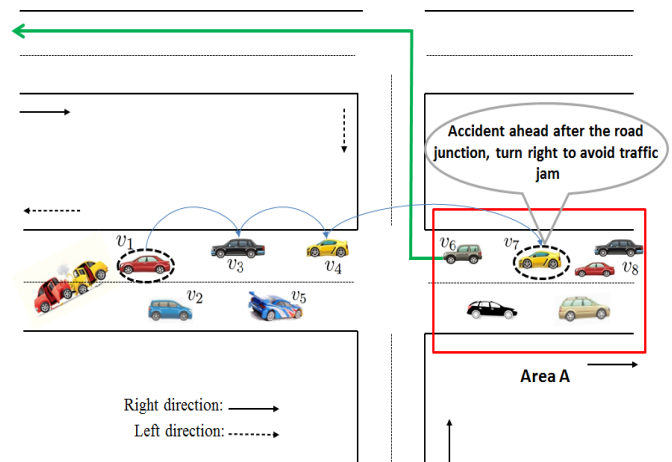 Accident ahead after the road
junction, turn right to avoid traffic
jam
v1
v3
v4
v6
v7
v8
v2
v5
Area A
Right direction:
Left direction: